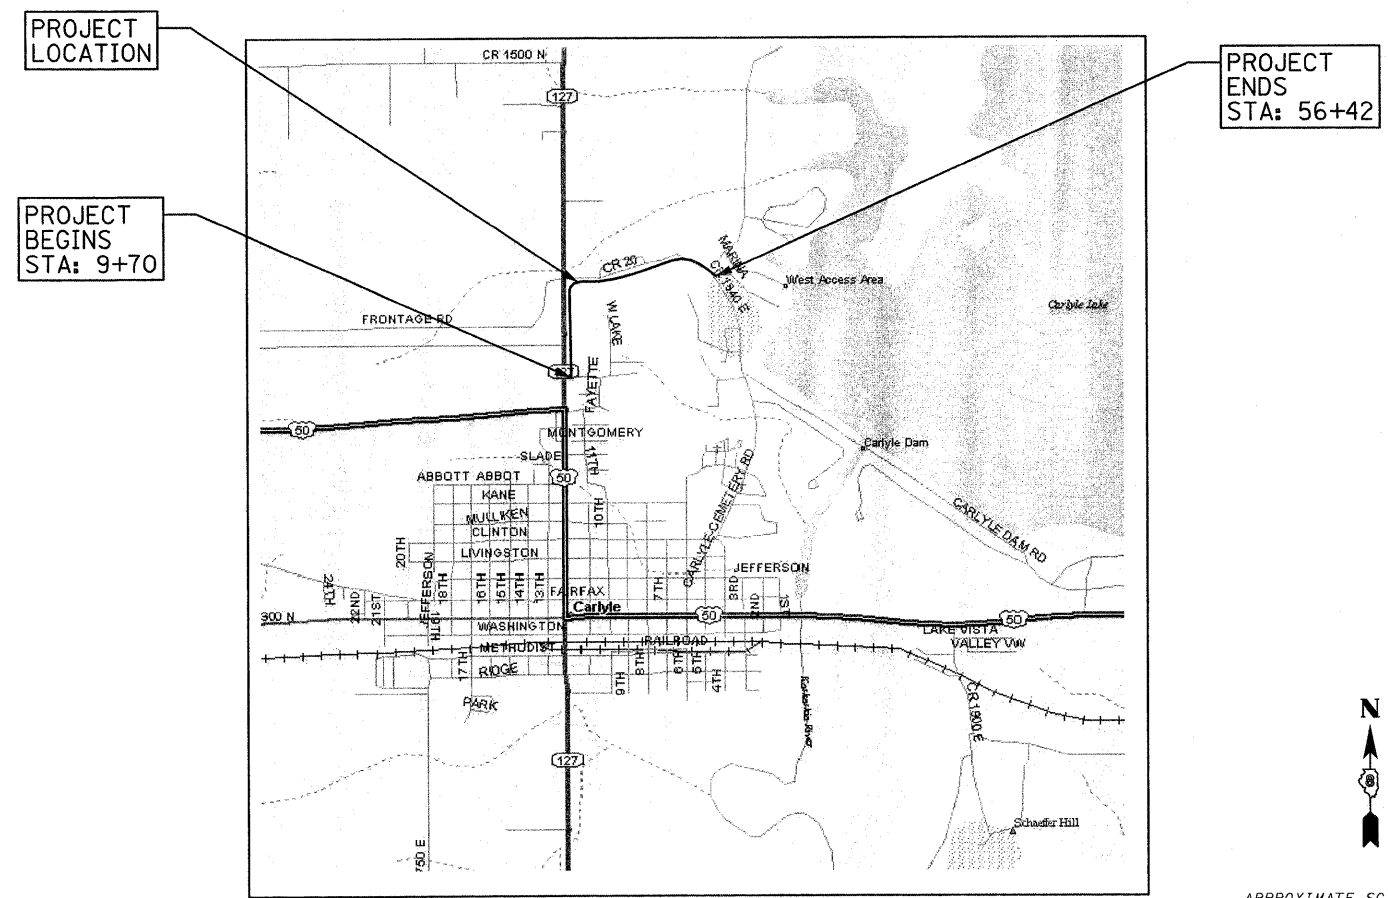 PROJECT
LOCATION
PROJECT
ENDS
STA: 56+42
PROJECT
BEGINS
STA: 9+70
CR 1500 N
127
CR 20
MARINA
CR 1840 E
West Access Area
Carlyle Lake
FRONTAGE RD
W LAKE
FAYETTE
50
MONTGOMERY
SLADE
11TH
50
ABBOTT ABBOT
KANE
MULLIKEN
CLINTON
LIVINGSTON
10TH
Carlyle Dam
CARLYLE-CEMETERY RD
CARLYLE DAM RD
20TH
JEFFERSON
24TH
22ND
21ST
JEFFERSON
19TH
18TH
16TH
15TH
14TH
13TH
FAIRFAX
7TH
3RD
2ND
1ST
Carlyle
50
50
900 N
WASHINGTON
RAILROAD
METHODIST
LAKE VISTA
VALLEY VW
17TH
RIDGE
9TH
8TH
6TH
5TH
4TH
PARK
Kaskaskia River
CR 1900 E
127
Schaeffer Hill
750 E
N